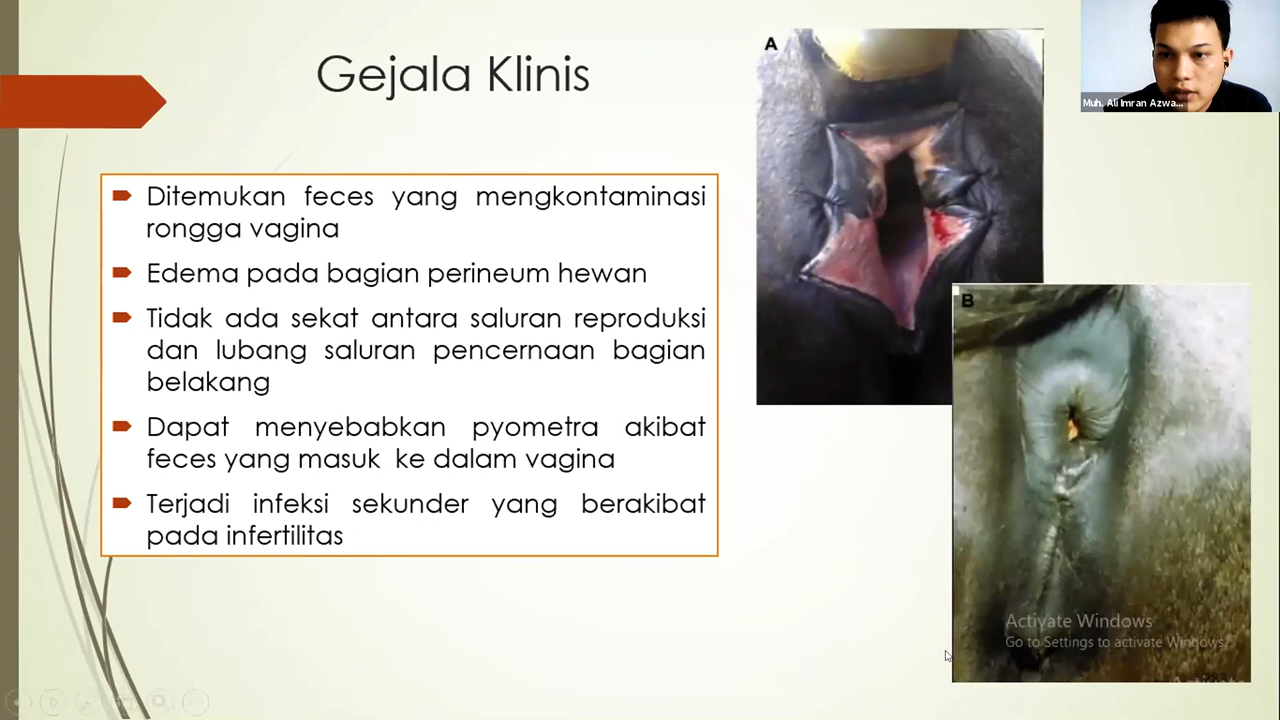 Gejala Klinis
A
Muh. Ali Imran Azwa...
Ditemukan feces yang mengkontaminasi
rongga vagina
Edema pada bagian perineum hewan
Tidak ada sekat antara saluran reproduksi
dan lubang saluran pencernaan bagian
belakang
Dapat menyebabkan pyometra akibat
feces yang masuk ke dalam vagina
Terjadi infeksi sekunder yang berakibat
pada infertilitas
B
Activate Windows
Go to Settings to activate Windows.